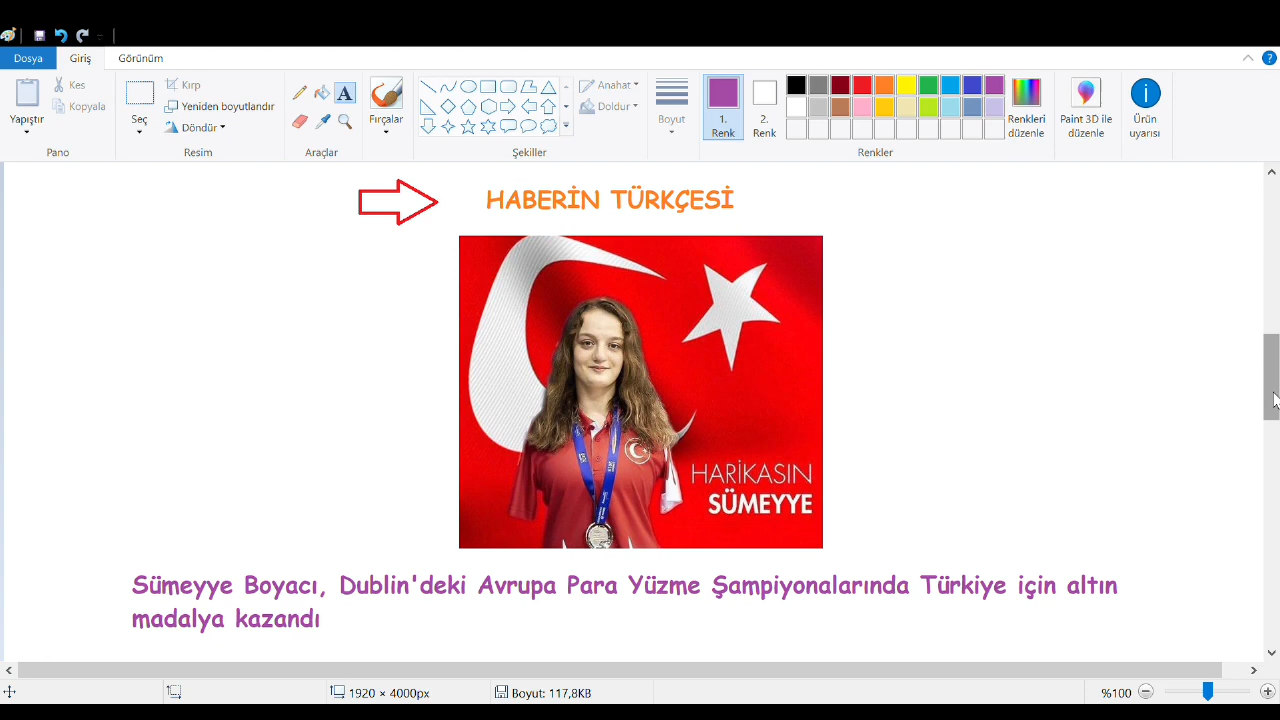 Dosya Giriş Görünüm
Yapıştır
Kes
Kopyala
Pano
Seç
Kırp
Yeniden boyutlandır
Döndür
Resim
A
Araçlar
Fırçalar
Şekiller
Anahat
Doldur
Boyut
1.
Renk
2.
Renk
Renkler
Renkleri
düzenle
Paint 3D ile
düzenle
Ürün
uyarısı
HABERİN TÜRKÇESİ
HARİKASIN
SÜMEYYE
Sümeyye Boyacı, Dublin'deki Avrupa Para Yüzme Şampiyonalarında Türkiye için altın
madalya kazandı
1920 × 4000px
Boyut: 117,8KB
%100